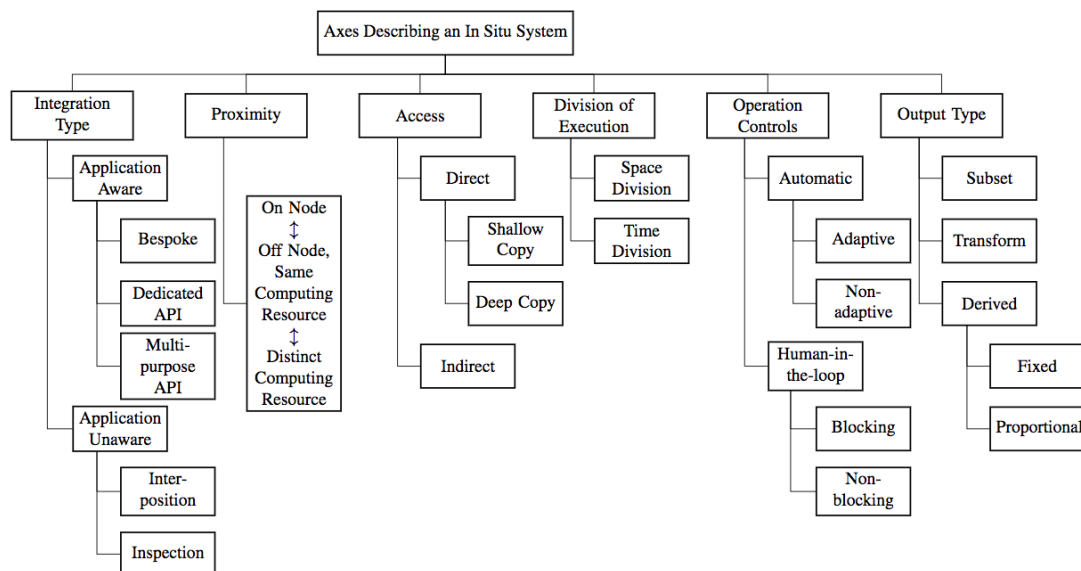 Axes Describing an In Situ System
Integration
Type
Application
Aware
Bespoke
Dedicated
API
Multi-
purpose
API
Application
Unaware
Inter-
position
Inspection
Proximity
On Node
↕
Off Node,
Same
Computing
Resource
↕
Distinct
Computing
Resource
Access
Direct
Shallow
Copy
Deep Copy
Indirect
Division of
Execution
Space
Division
Time
Division
Operation
Controls
Automatic
Adaptive
Non-
adaptive
Human-in-
the-loop
Blocking
Non-
blocking
Output Type
Subset
Transform
Derived
Fixed
Proportional